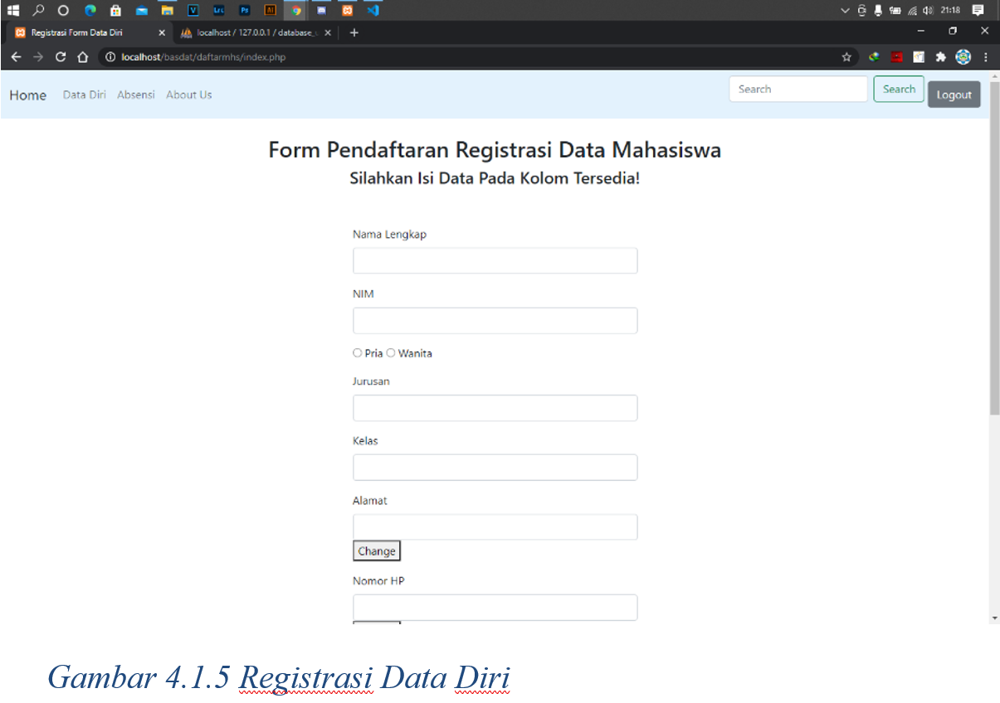 21:18
Registrasi Form Data Diri
localhost / 127.0.0.1 / database_
localhost/basdat/daftarmhs/index.php
Home Data Diri Absensi About Us Search Search Logout
Form Pendaftaran Registrasi Data Mahasiswa
Silahkan Isi Data Pada Kolom Tersedia!
Nama Lengkap
NIM
Pria Wanita
Jurusan
Kelas
Alamat
Change
Nomor HP
Gambar 4.1.5 Registrasi Data Diri